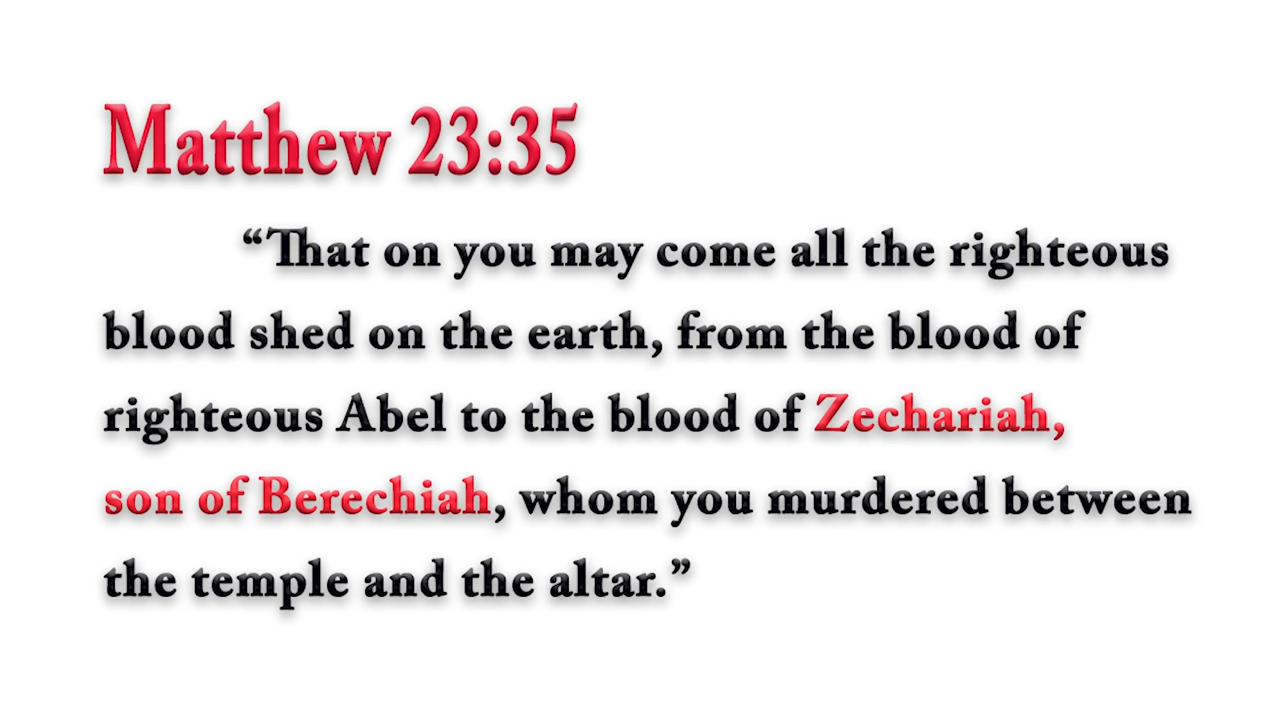 Matthew 23:35
“That on you may come all the righteous
blood shed on the earth, from the blood of
righteous Abel to the blood of Zechariah,
son of Berechiah, whom you murdered between
the temple and the altar.”